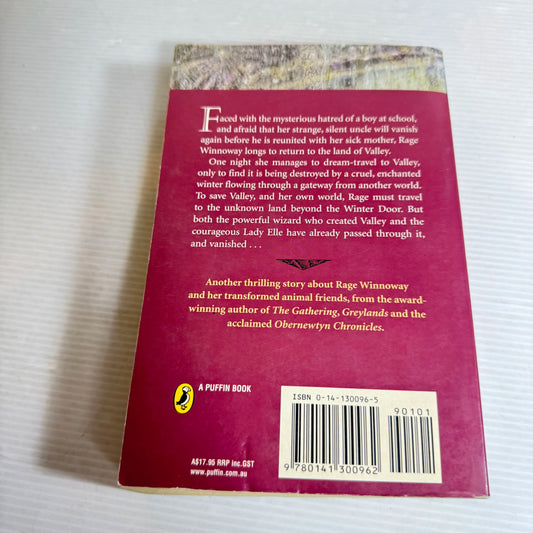 Faced with the mysterious hatred of a boy at school,
and afraid that her strange, silent uncle will vanish
again before he is reunited with her sick mother, Rage
Winnoway longs to return to the land of Valley.
One night she manages to dream-travel to Valley,
only to find it is being destroyed by a cruel, enchanted
winter flowing through a gateway from another world.
To save Valley, and her own world, Rage must travel
to the unknown land beyond the Winter Door. But
both the powerful wizard who created Valley and the
courageous Lady Elle have already passed through it,
and vanished . . .
Another thrilling story about Rage Winnoway
and her transformed animal friends, from the award-
winning author of The Gathering, Greylands and the
acclaimed Obernewtyn Chronicles.
A PUFFIN BOOK
A$17.95 RRP inc.GST
www.puffin.com.au
ISBN 0-14-130096-5
90101
9 780141 300962